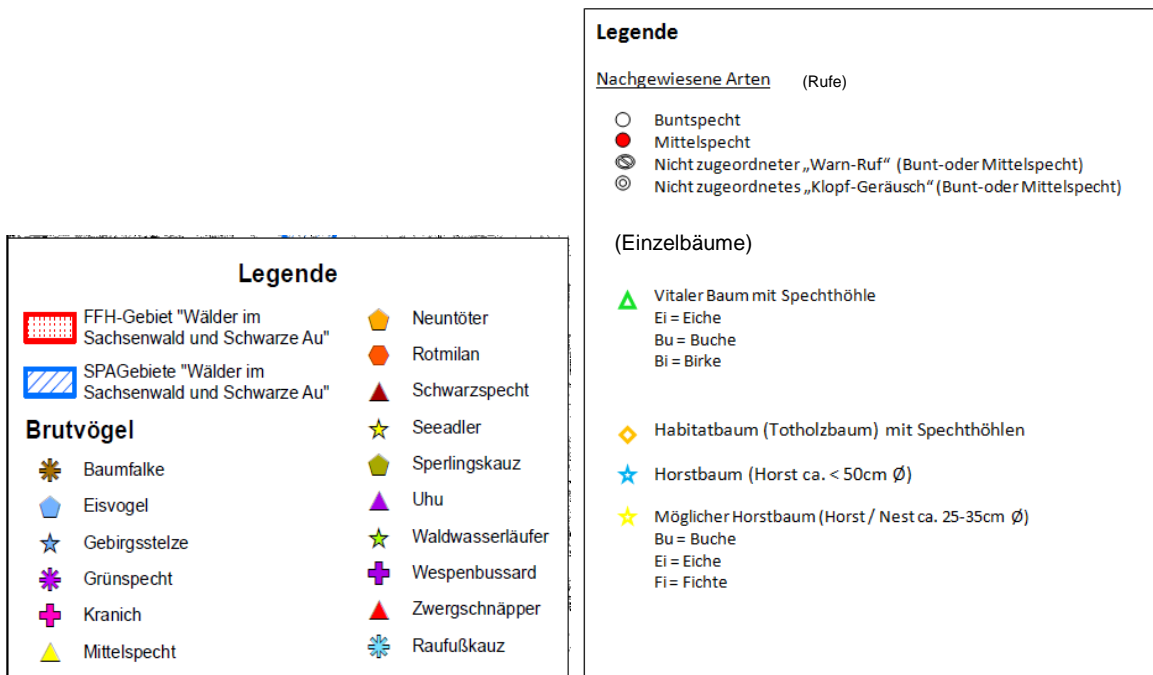 Legende
FFH-Gebiet "Wälder im
Sachsenwald und Schwarze Au"
SPAGebiete "Wälder im
Sachsenwald und Schwarze Au"
Brutvögel
Baumfalke
Eisvogel
Gebirgsstelze
Grünspecht
Kranich
Mittelspecht
Neuntöter
Rotmilan
Schwarzspecht
Seeadler
Sperlingskauz
Uhu
Waldwasserläufer
Wespenbussard
Zwergschnäpper
Raufußkauz
Legende
Nachgewiesene Arten (Rufe)
Buntspecht
Mittelspecht
Nicht zugeordneter „Warn-Ruf“ (Bunt-oder Mittelspecht)
Nicht zugeordnetes „Klopf-Geräusch“ (Bunt-oder Mittelspecht)
(Einzelbäume)
Vitaler Baum mit Spechthöhle
Ei = Eiche
Bu = Buche
Bi = Birke
Habitatbaum (Totholzbaum) mit Spechthöhlen
Horstbaum (Horst ca. < 50cm Ø)
Möglicher Horstbaum (Horst / Nest ca. 25-35cm Ø)
Bu = Buche
Ei = Eiche
Fi = Fichte